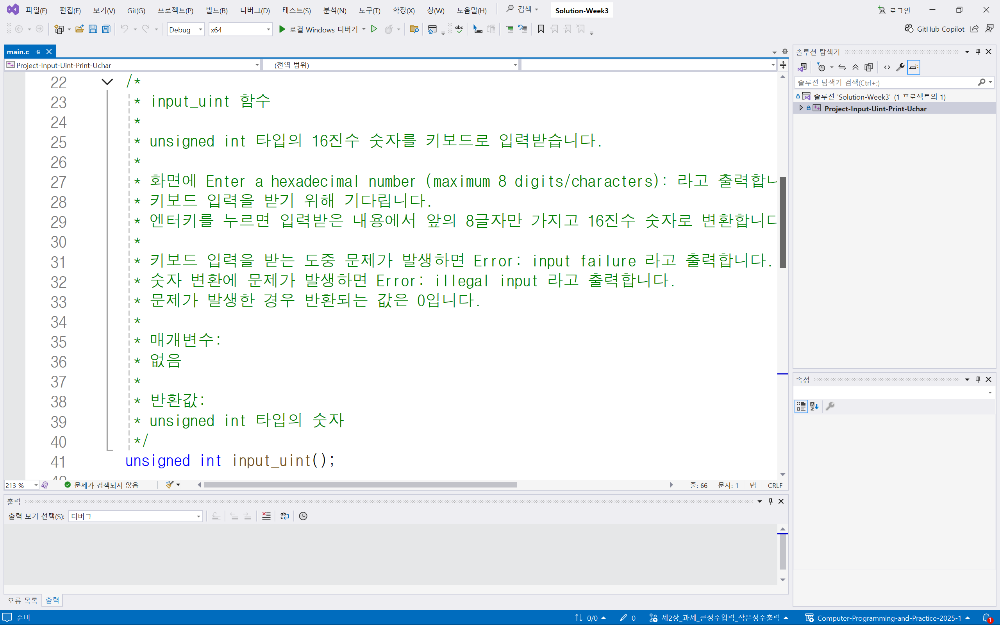 파일(F) 편집(E) 보기(V) Git(G) 프로젝트(P) 빌드(B) 디버그(D) 테스트(S) 분석(N) 도구(T) 확장(X) 창(W) 도움말(H) 검색 Solution-Week3 로그인
Debug x64 로컬 Windows 디버거 GitHub Copilot
main.c
Project-Input-Uint-Print-Uchar (전역 범위)
22 /*
23 * input_uint 함수
24 *
25 * unsigned int 타입의 16진수 숫자를 키보드로 입력받습니다.
26 *
27 * 화면에 Enter a hexadecimal number (maximum 8 digits/characters): 라고 출력합니
28 * 키보드 입력을 받기 위해 기다립니다.
29 * 엔터키를 누르면 입력받은 내용에서 앞의 8글자만 가지고 16진수 숫자로 변환합니다
30 *
31 * 키보드 입력을 받는 도중 문제가 발생하면 Error: input failure 라고 출력합니다.
32 * 숫자 변환에 문제가 발생하면 Error: illegal input 라고 출력합니다.
33 * 문제가 발생한 경우 반환되는 값은 0입니다.
34 *
35 * 매개변수:
36 * 없음
37 *
38 * 반환값:
39 * unsigned int 타입의 숫자
40 */
41 unsigned int input_uint();
213 % 문제가 검색되지 않음 줄: 66 문자: 1 탭 CRLF
출력
출력 보기 선택(S): 디버그
오류 목록 출력
솔루션 탐색기
솔루션 탐색기 검색(Ctrl+;)
솔루션 'Solution-Week3' (1 프로젝트의 1)
Project-Input-Uint-Print-Uchar
속성
준비 0/0 0 제2장_과제_큰정수입력_작은정수출력 Computer-Programming-and-Practice-2025-1 1